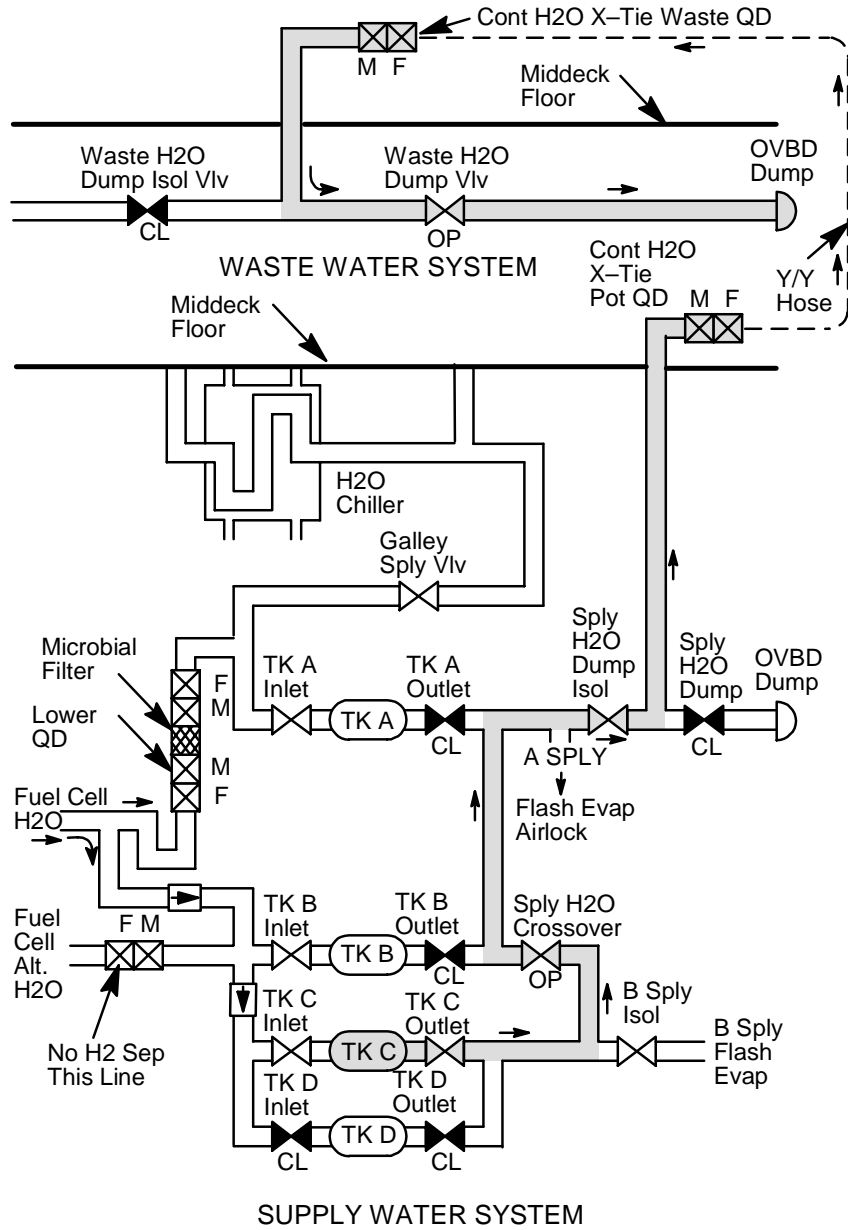 Cont H2O X–Tie Waste QD
M F
Middeck
Floor
Waste H2O
Dump Isol Vlv
CL
Waste H2O
Dump Vlv
OP
OVBD
Dump
WASTE WATER SYSTEM
Cont H2O
X–Tie
Pot QD
M F
Y/Y
Hose
Middeck
Floor
H2O
Chiller
Galley
Sply Vlv
Microbial
Filter
Lower
QD
F
M
M
F
TK A
Inlet
TK A
TK A
Outlet
CL
Sply
H2O
Dump
Isol
Sply
H2O
Dump
CL
OVBD
Dump
A SPLY
Flash Evap
Airlock
Fuel Cell
H2O
Fuel
Cell
Alt.
H2O
F M
No H2 Sep
This Line
TK B
Inlet
TK B
TK B
Outlet
CL
Sply H2O
Crossover
OP
TK C
Inlet
TK C
TK C
Outlet
B Sply
Isol
B Sply
Flash
Evap
TK D
Inlet
CL
TK D
TK D
Outlet
CL
SUPPLY WATER SYSTEM